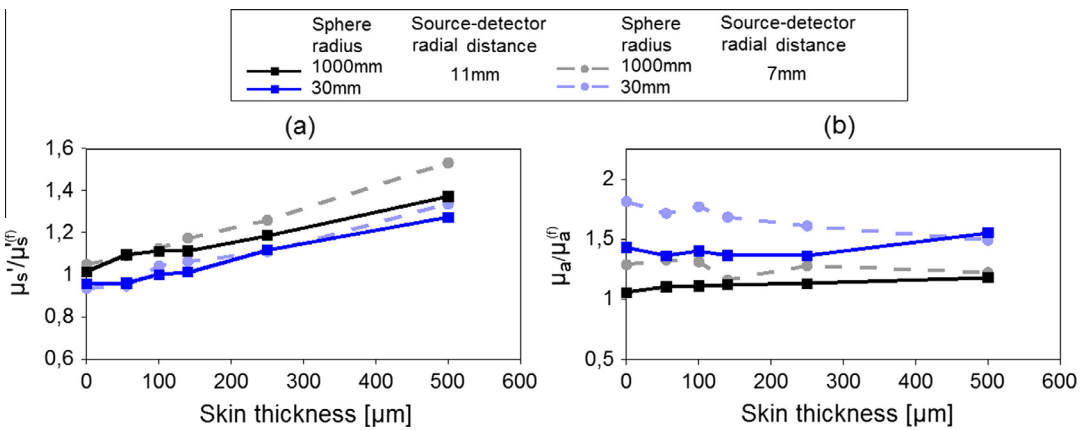 Sphere radius
Source-detector radial distance
Sphere radius
Source-detector radial distance
1000mm
30mm
11mm
1000mm
30mm
7mm
(a)
(b)
1,6
1,4
1,2
1
0,8
0,6
μs'/μ's(f)
0 100 200 300 400 500 600
Skin thickness [μm]
2
1,5
1
0,5
μa/μa(f)
0 100 200 300 400 500 600
Skin thickness [μm]